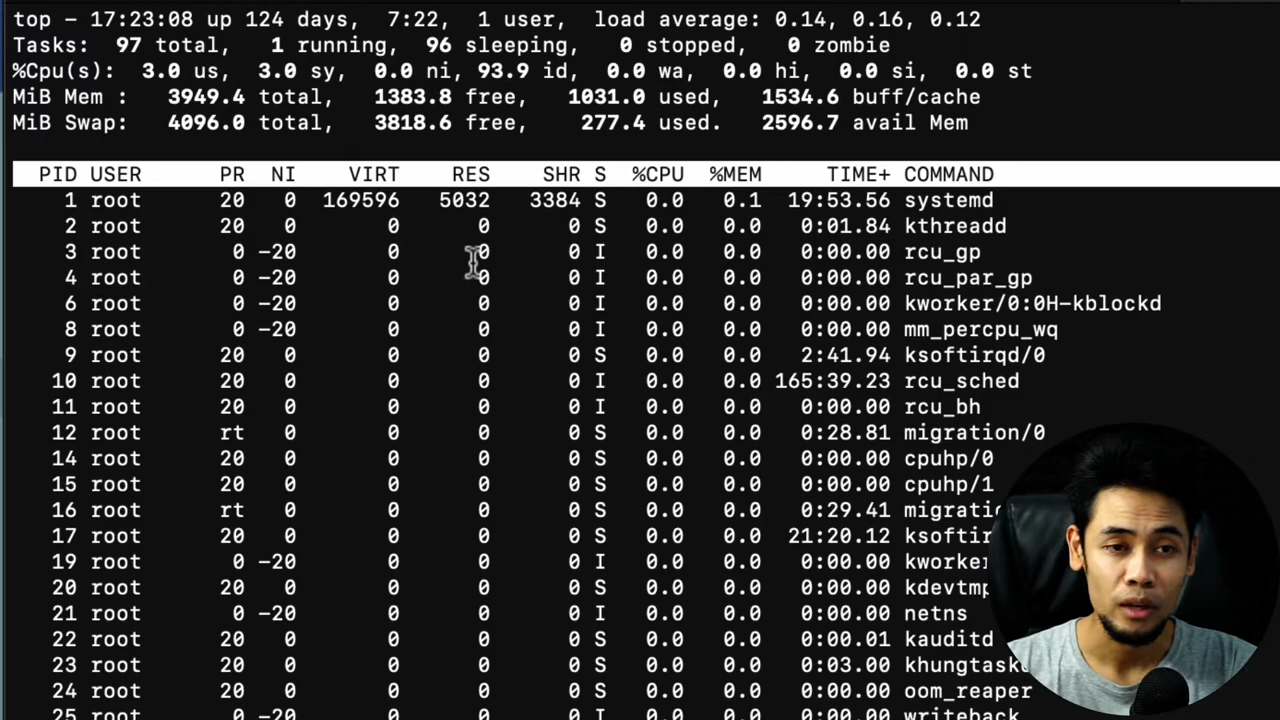 top - 17:23:08 up 124 days,  7:22,  1 user,  load average: 0.14, 0.16, 0.12
Tasks:  97 total,   1 running,  96 sleeping,   0 stopped,   0 zombie
%Cpu(s):  3.0 us,  3.0 sy,  0.0 ni, 93.9 id,  0.0 wa,  0.0 hi,  0.0 si,  0.0 st
MiB Mem :   3949.4 total,   1383.8 free,   1031.0 used,   1534.6 buff/cache
MiB Swap:   4096.0 total,   3818.6 free,    277.4 used.   2596.7 avail Mem
PID USER      PR  NI    VIRT    RES    SHR S  %CPU  %MEM     TIME+ COMMAND
1 root      20   0  169596   5032   3384 S   0.0   0.1  19:53.56 systemd
2 root      20   0       0      0      0 S   0.0   0.0   0:01.84 kthreadd
3 root       0 -20       0      0      0 I   0.0   0.0   0:00.00 rcu_gp
4 root       0 -20       0      0      0 I   0.0   0.0   0:00.00 rcu_par_gp
6 root       0 -20       0      0      0 I   0.0   0.0   0:00.00 kworker/0:0H-kblockd
8 root       0 -20       0      0      0 I   0.0   0.0   0:00.00 mm_percpu_wq
9 root      20   0       0      0      0 S   0.0   0.0   2:41.94 ksoftirqd/0
10 root      20   0       0      0      0 I   0.0   0.0 165:39.23 rcu_sched
11 root      20   0       0      0      0 I   0.0   0.0   0:00.00 rcu_bh
12 root      rt   0       0      0      0 S   0.0   0.0   0:28.81 migration/0
14 root      20   0       0      0      0 S   0.0   0.0   0:00.00 cpuhp/0
15 root      20   0       0      0      0 S   0.0   0.0   0:00.00 cpuhp/1
16 root      rt   0       0      0      0 S   0.0   0.0   0:29.41
17 root      20   0       0      0      0 S   0.0   0.0  21:20.12
19 root       0 -20       0      0      0 I   0.0   0.0   0:00.00
20 root      20   0       0      0      0 S   0.0   0.0   0:00.00
21 root       0 -20       0      0      0 I   0.0   0.0   0:00.00 netns
22 root      20   0       0      0      0 S   0.0   0.0   0:00.01 kauditd
23 root      20   0       0      0      0 S   0.0   0.0   0:03.00
24 root      20   0       0      0      0 S   0.0   0.0   0:00.00 oom_reaper
25 root       0 -20       0      0      0 I   0.0   0.0   0:00.00 writeback